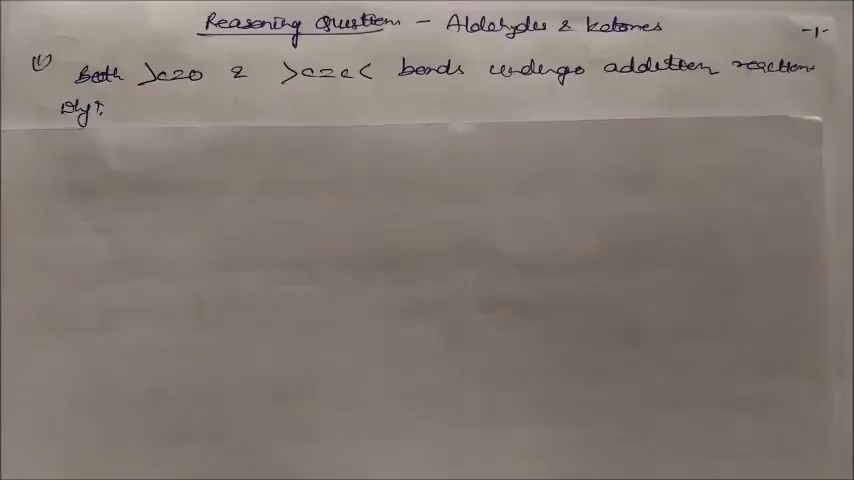 Reasoning Questions - Aldehydes & Ketones -1-
(1) Both >C=O & >C=C< bonds undergo addition reactions
Why?